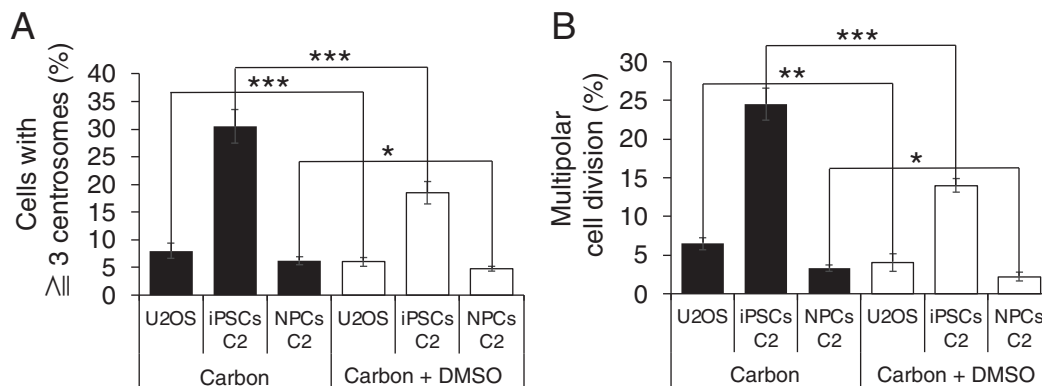 A
Cells with
≧ 3 centrosomes (%)
40
35
30
25
20
15
10
5
0
***
***
*
U2OS iPSCs C2 NPCs C2 U2OS iPSCs C2 NPCs C2
Carbon Carbon + DMSO
B
Multipolar
cell division (%)
30
25
20
15
10
5
0
***
**
*
U2OS iPSCs C2 NPCs C2 U2OS iPSCs C2 NPCs C2
Carbon Carbon + DMSO